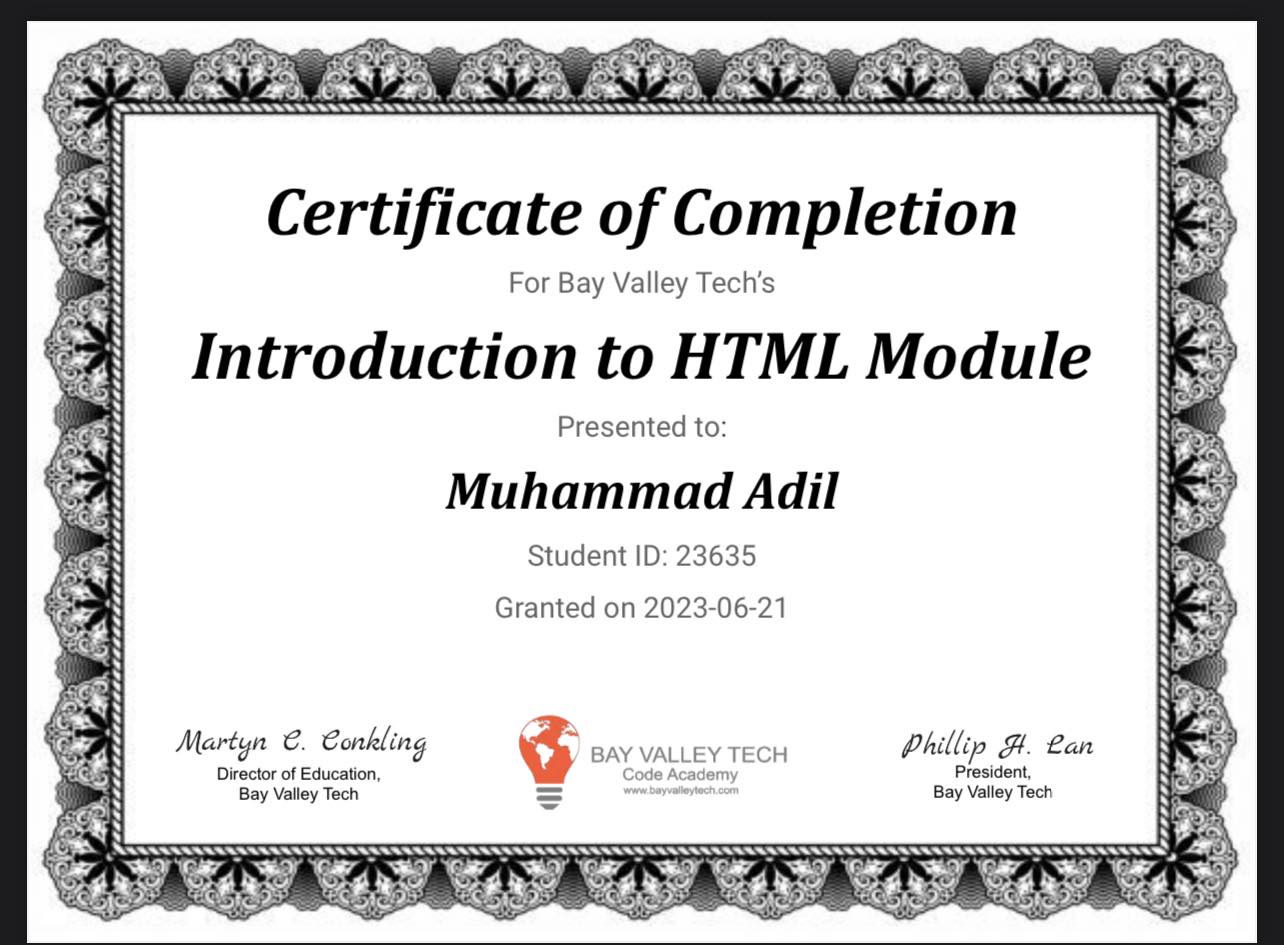 Certificate of Completion
For Bay Valley Tech’s
Introduction to HTML Module
Presented to:
Muhammad Adil
Student ID: 23635
Granted on 2023-06-21
Martyn C. Conkling
Director of Education,
Bay Valley Tech
BAY VALLEY TECH
Code Academy
www.bayvalleytech.com
Phillip H. Lan
President,
Bay Valley Tech